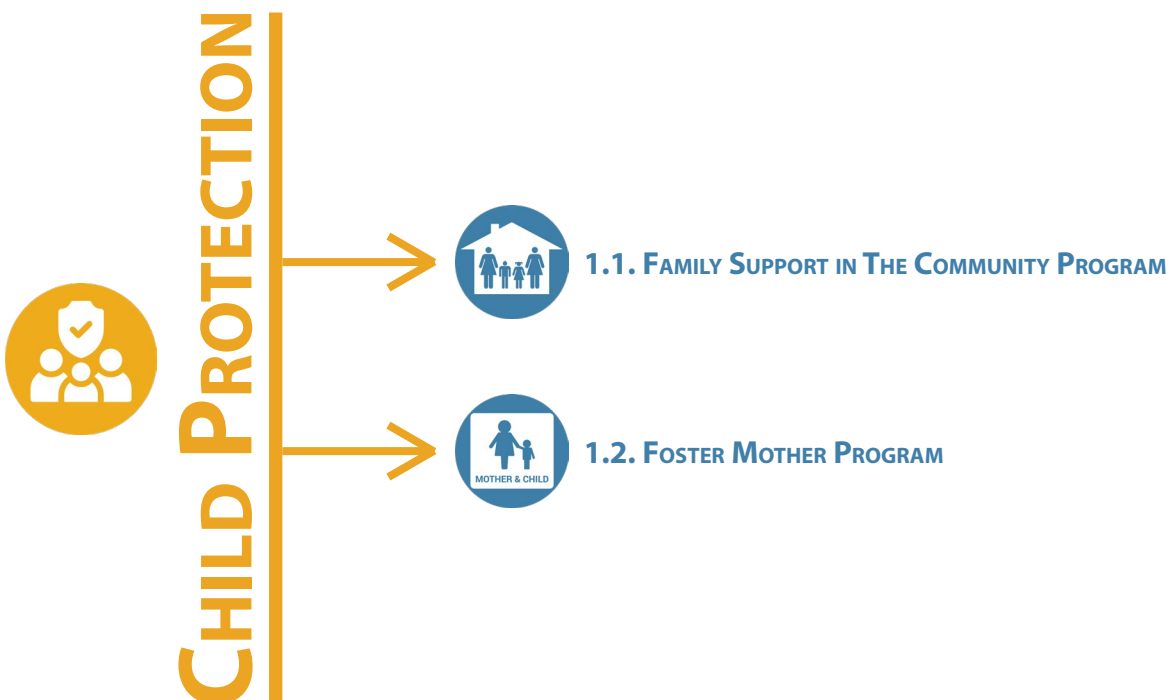 CHILD PROTECTION
1.1. FAMILY SUPPORT IN THE COMMUNITY PROGRAM
MOTHER & CHILD
1.2. FOSTER MOTHER PROGRAM